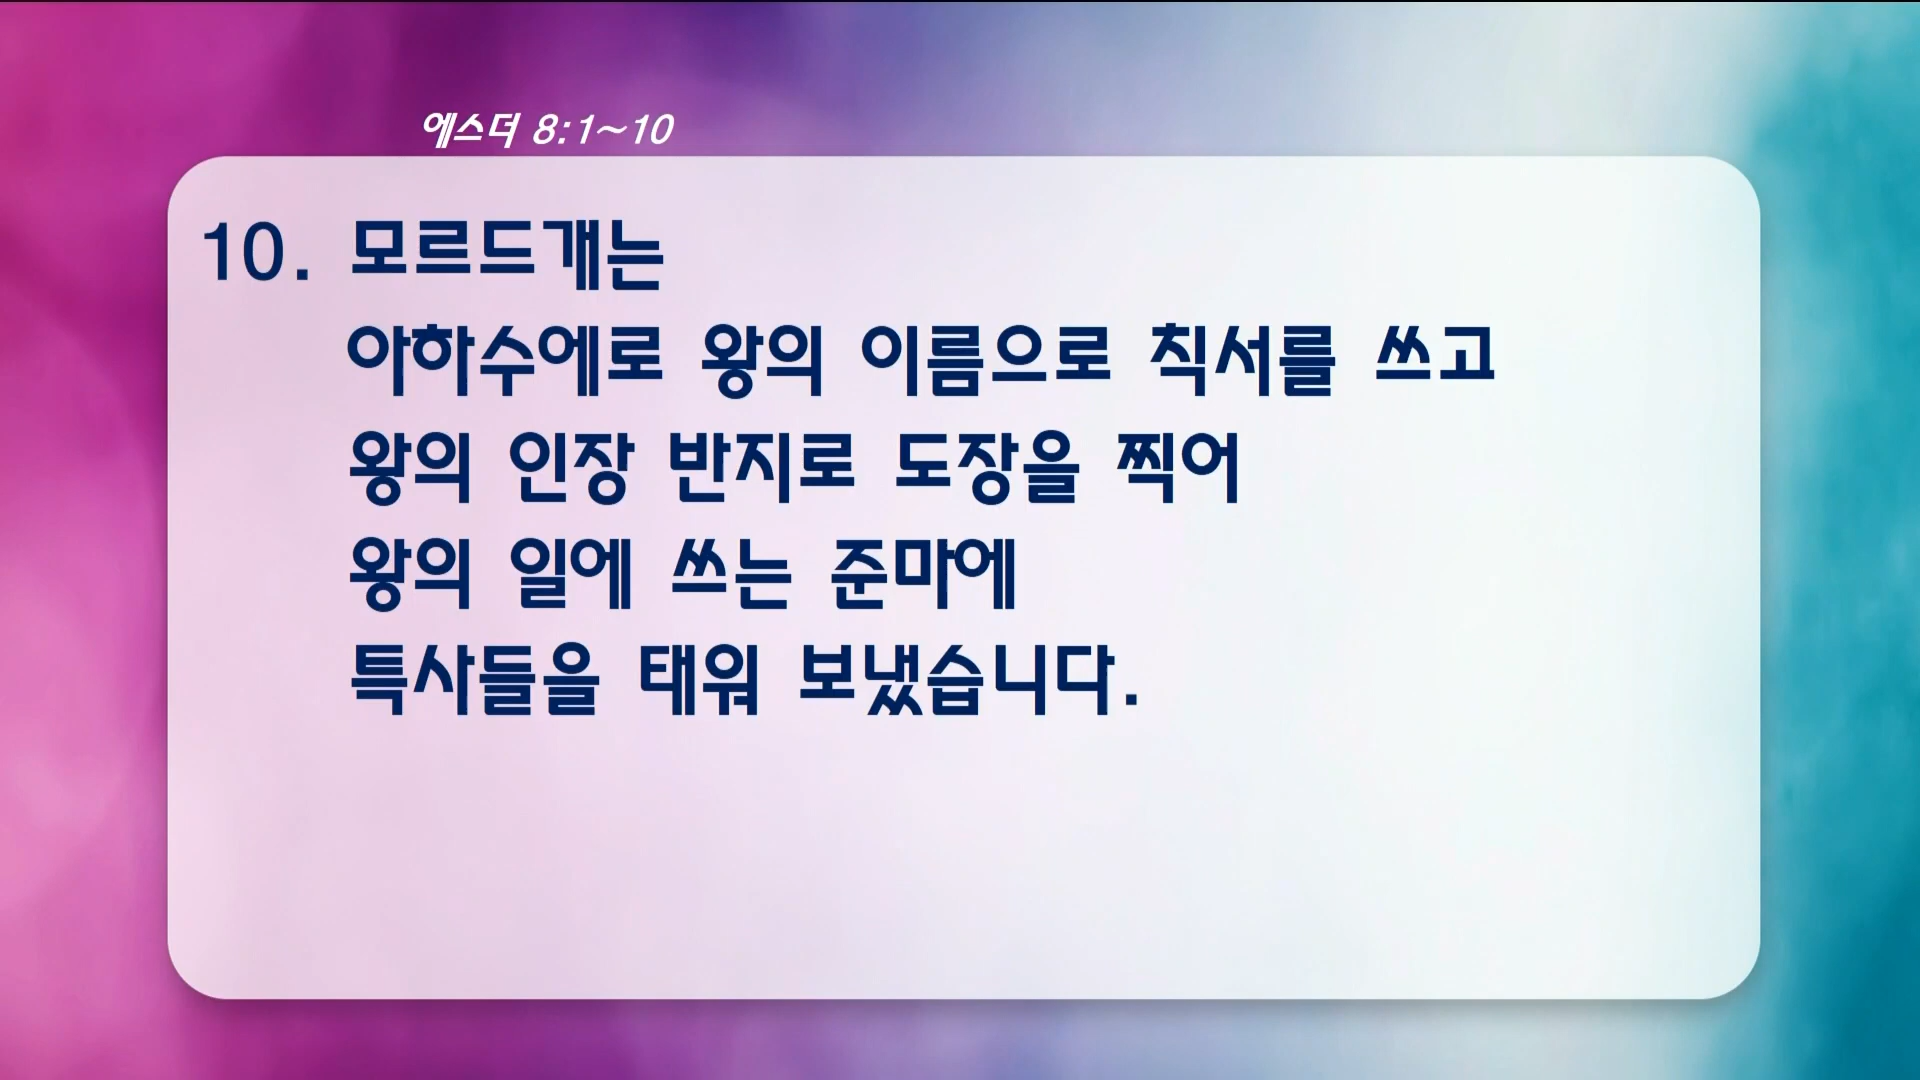 에스더 8:1~10
10. 모르드개는
아하수에로 왕의 이름으로 칙서를 쓰고
왕의 인장 반지로 도장을 찍어
왕의 일에 쓰는 준마에
특사들을 태워 보냈습니다.